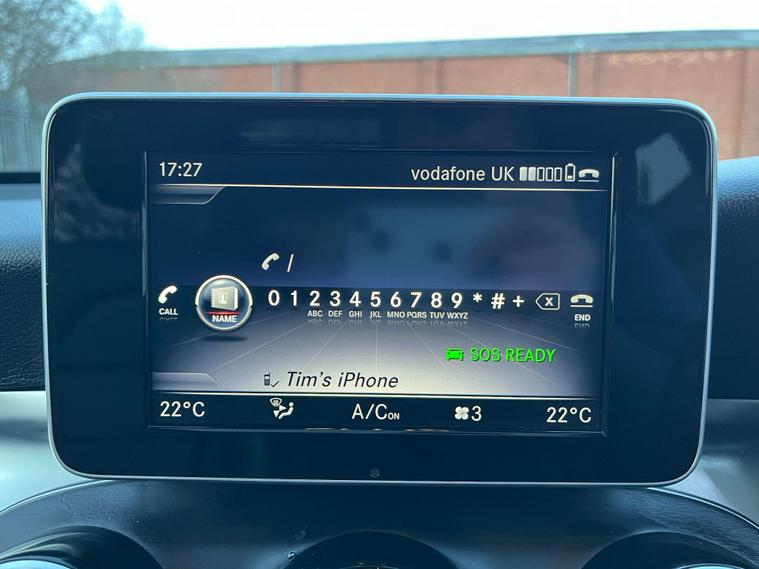 17:27 vodafone UK
/
CALL NAME 0 1 2 3 4 5 6 7 8 9 * # + x END
ABC DEF GHI JKL MNO PQRS TUV WXYZ
SOS READY
Tim's iPhone
22°C A/C ON 3 22°C